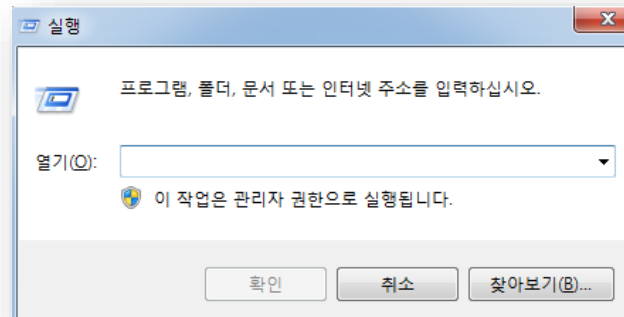 실행
프로그램, 폴더, 문서 또는 인터넷 주소를 입력하십시오.
열기(O):
이 작업은 관리자 권한으로 실행됩니다.
확인 취소 찾아보기(B)...